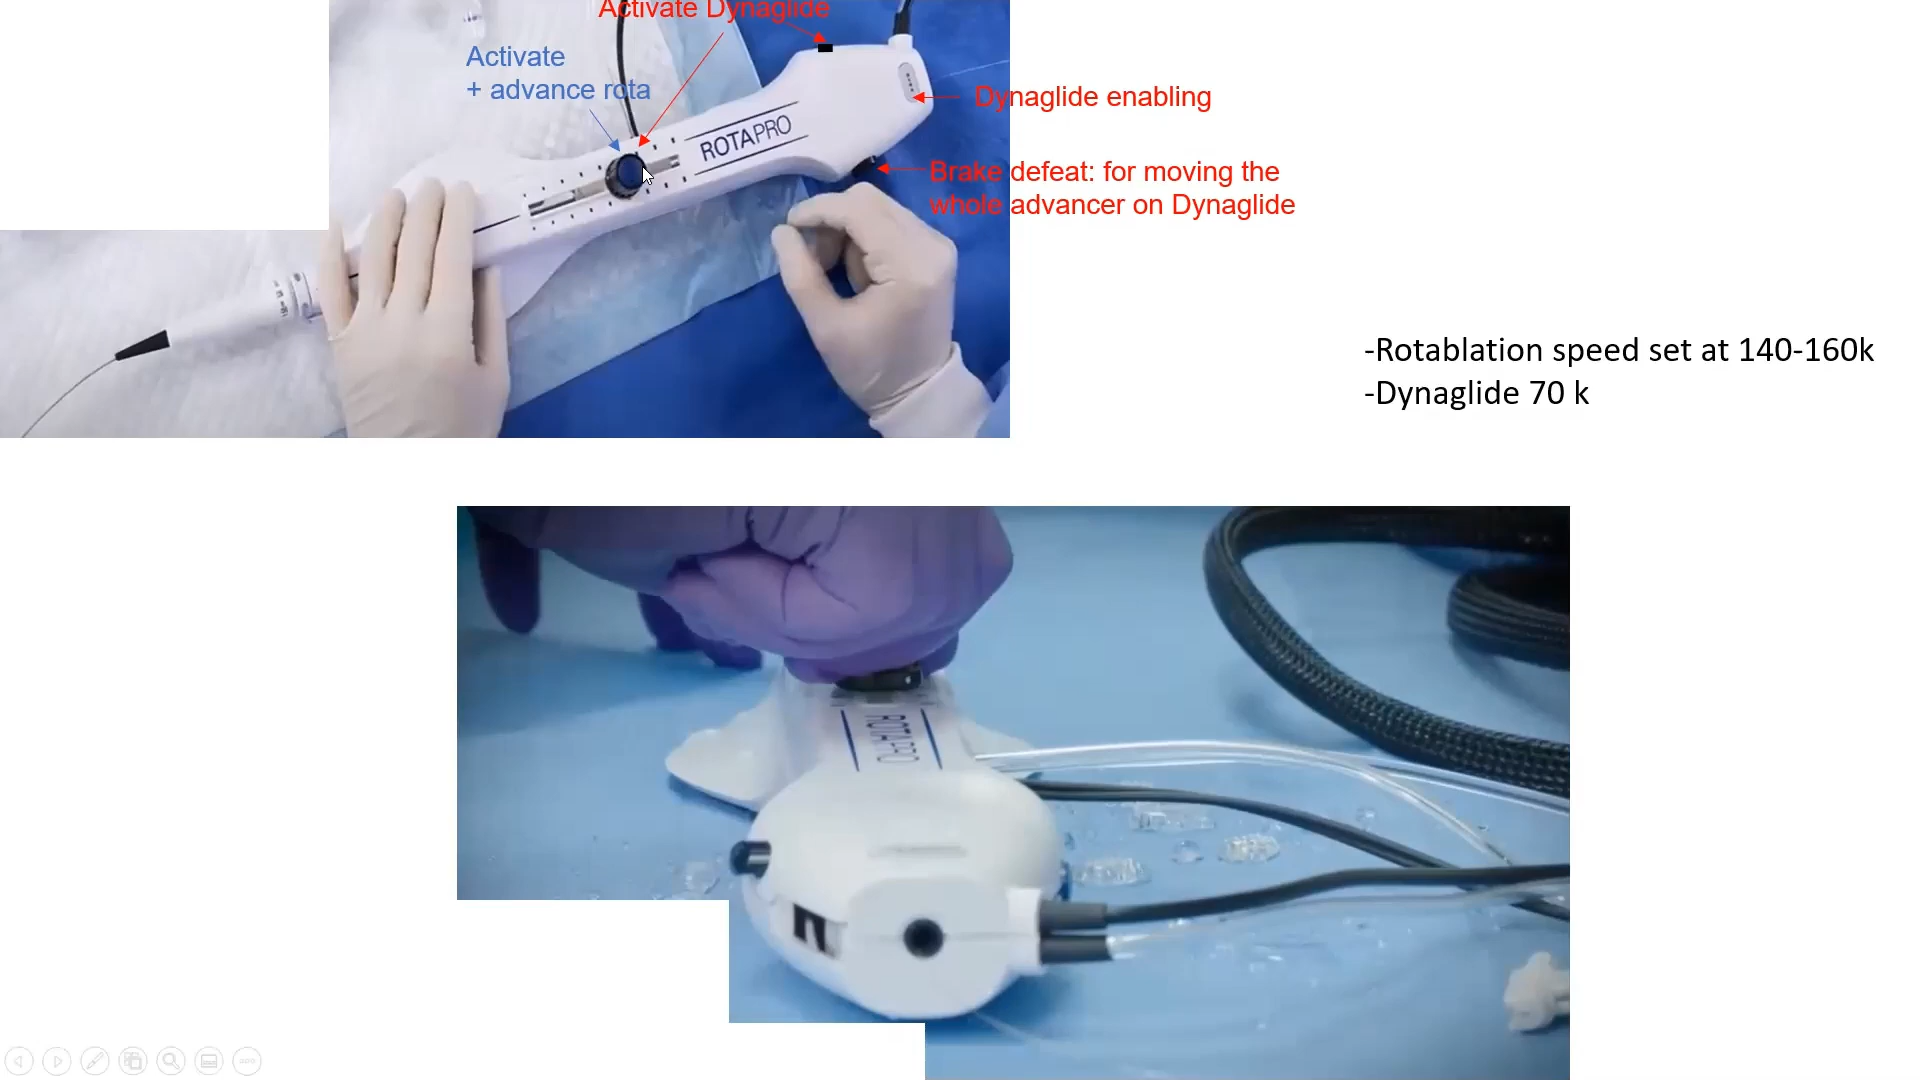 Activate Dynaglide
Activate
+ advance rota
Dynaglide enabling
ROTAPRO
Brake defeat: for moving the
whole advancer on Dynaglide
-Rotablation speed set at 140-160k
-Dynaglide 70 k
ROTAPRO